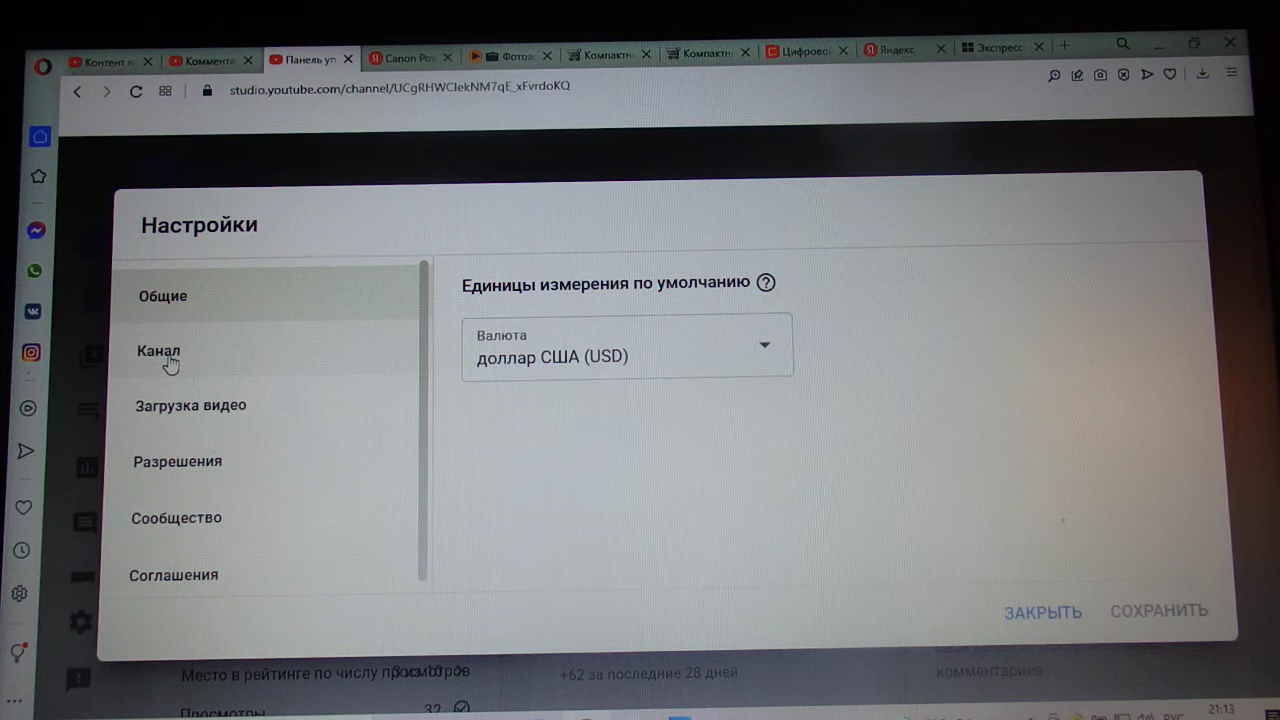 Контент н
Коммента
Панель уп
Canon Po
Фотоа
Компактн
Компактн
Цифрово
Яндекс
Экспресс
studio.youtube.com/channel/UCgRHWClekNM7qE_xFvrdoKQ
Настройки
Общие
Канал
Загрузка видео
Разрешения
Сообщество
Соглашения
Единицы измерения по умолчанию
Валюта
доллар США (USD)
ЗАКРЫТЬ СОХРАНИТЬ
Место в рейтинге по числу просмотров
+62 за последние 28 дней
комментариев
Просмотры
32
РУС
21:13